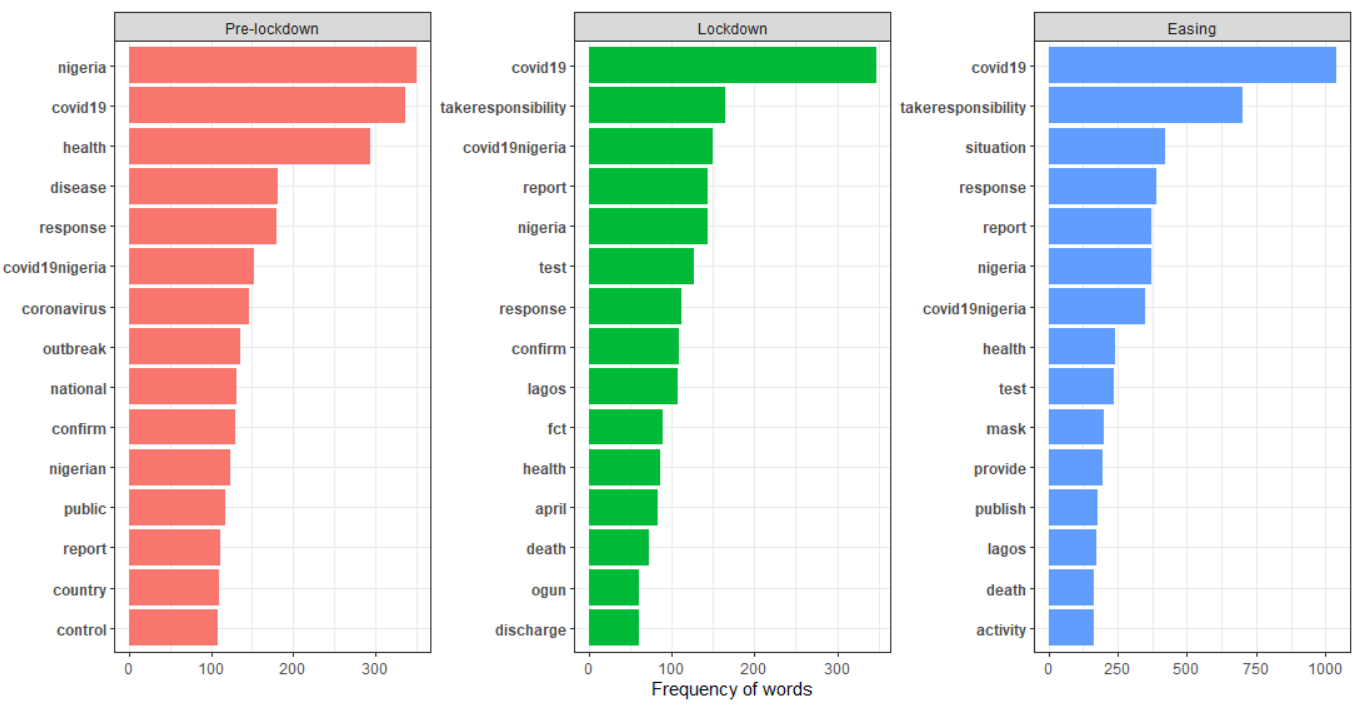 Pre-lockdown
nigeria
covid19
health
disease
response
covid19nigeria
coronavirus
outbreak
national
confirm
nigerian
public
report
country
control
0 100 200 300
Lockdown
covid19
takeresponsibility
covid19nigeria
report
nigeria
test
response
confirm
lagos
fct
health
april
death
ogun
discharge
0 100 200 300
Easing
covid19
takeresponsibility
situation
response
report
nigeria
covid19nigeria
health
test
mask
provide
publish
lagos
death
activity
0 250 500 750 1000
Frequency of words